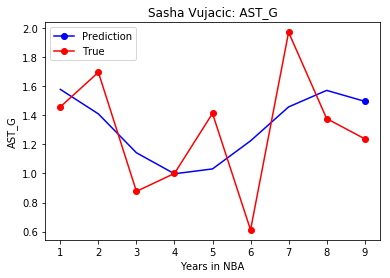 Sasha Vujacic: AST_G
Prediction
True
2.0
1.8
1.6
1.4
1.2
1.0
0.8
0.6
AST_G
1 2 3 4 5 6 7 8 9
Years in NBA